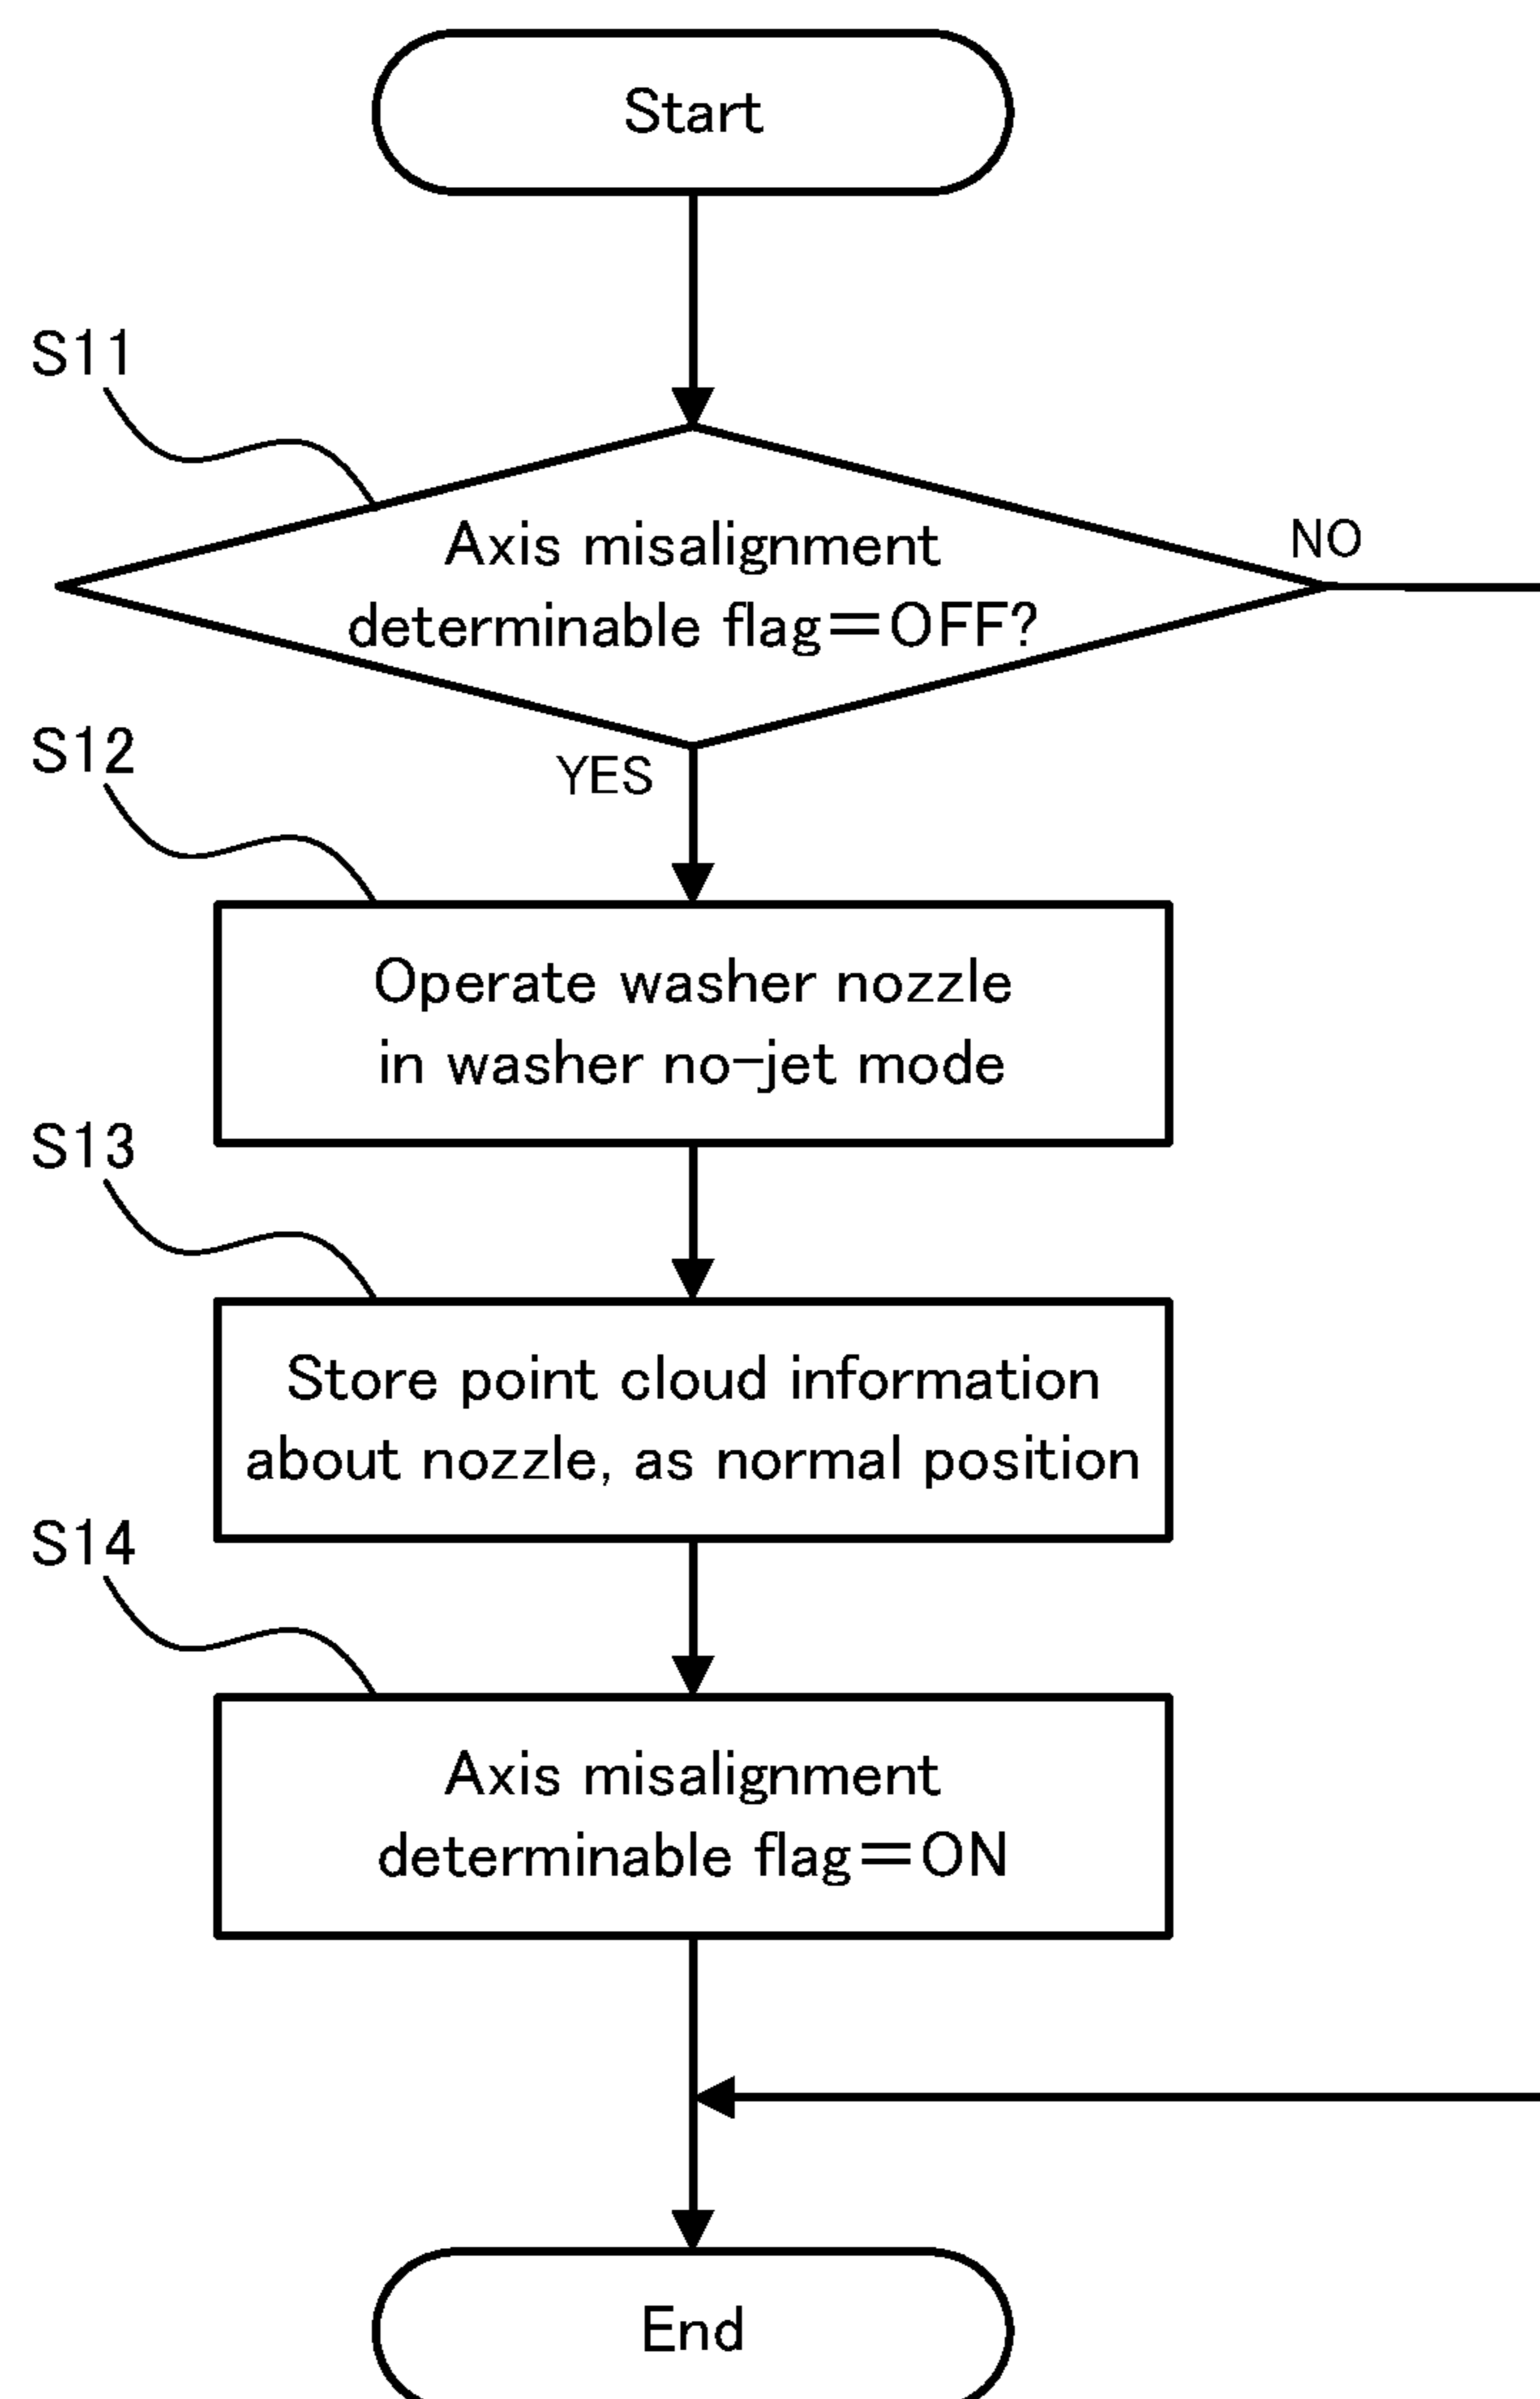 Start
S11
Axis misalignment
determinable flag=OFF?
NO
YES
S12
Operate washer nozzle
in washer no-jet mode
S13
Store point cloud information
about nozzle, as normal position
S14
Axis misalignment
determinable flag=ON
End